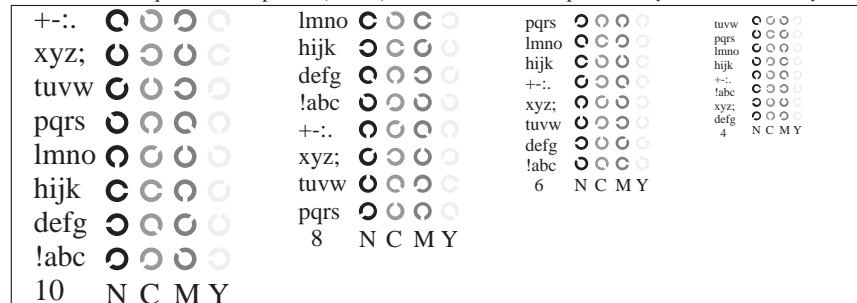 +-:.
xyz;
tuvw
pqrs
lmno
hijk
defg
!abc
10 N C M Y
lmno
hijk
defg
!abc
+-:.
xyz;
tuvw
pqrs
8 N C M Y
pqrs
lmno
hijk
+-:.
xyz;
tuvw
defg
!abc
6 N C M Y
tuvw
pqrs
lmno
hijk
+-:.
!abc
xyz;
defg
4 N C M Y